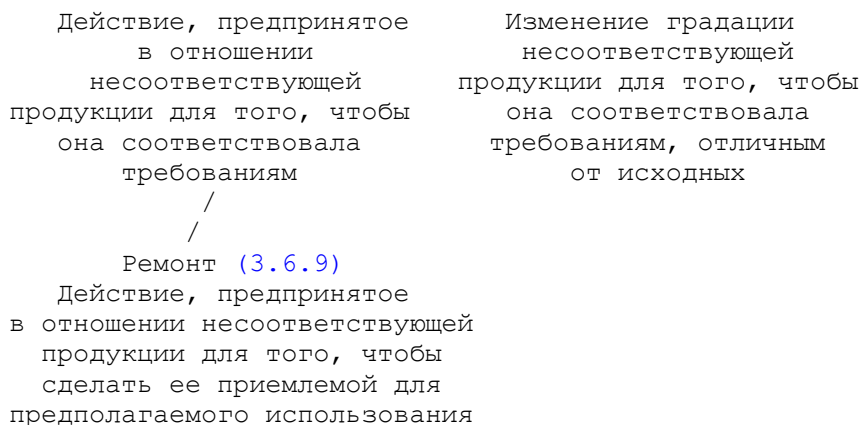 Действие, предпринятое
в отношении
несоответствующей
продукции для того, чтобы
она соответствовала
требованиям
Изменение градации
несоответствующей
продукции для того, чтобы
она соответствовала
требованиям, отличным
от исходных
/
/
Ремонт (3.6.9)
Действие, предпринятое
в отношении несоответствующей
продукции для того, чтобы
сделать ее приемлемой для
предполагаемого использования